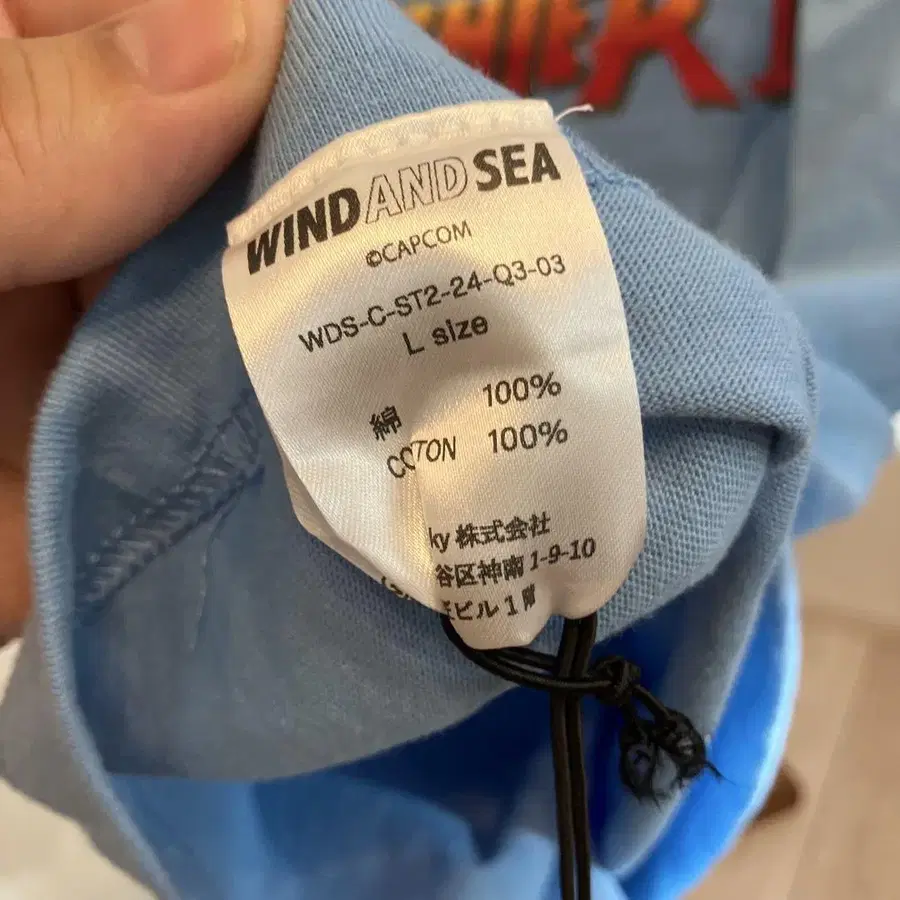 WIND AND SEA
©CAPCOM
WDS-C-ST2-24-Q3-03
L size
綿 100%
COTTON 100%
ky 株式会社
谷区神南1-9-10
ビル1階